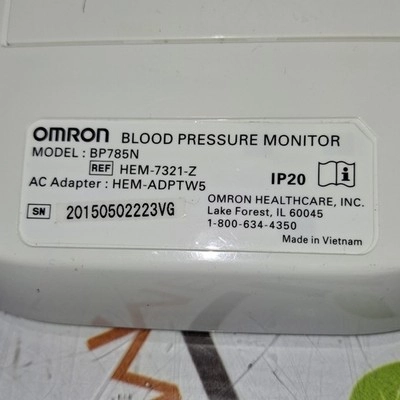 OMRON BLOOD PRESSURE MONITOR
MODEL : BP785N
REF HEM-7321-Z
AC Adapter : HEM-ADPTW5
IP20
SN 20150502223VG
OMRON HEALTHCARE, INC.
Lake Forest, IL 60045
1-800-634-4350
Made in Vietnam